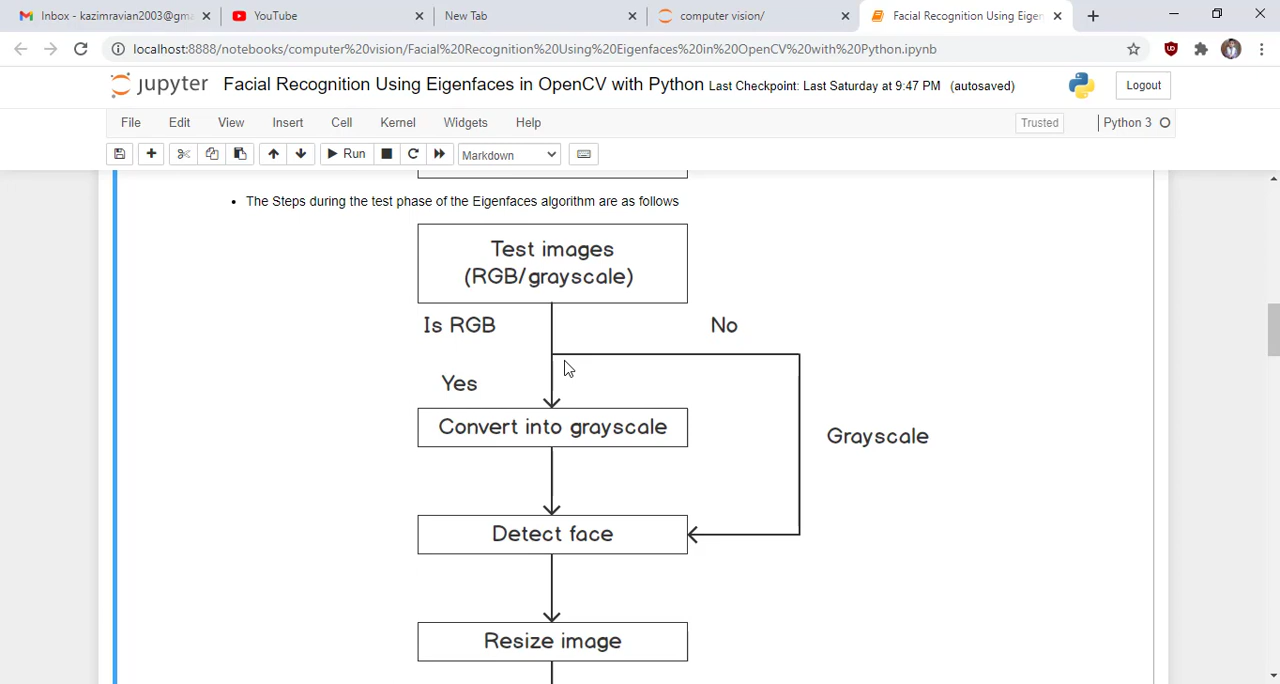 Inbox - kazimravian2003@gma
YouTube
New Tab
computer vision/
Facial Recognition Using Eigen
localhost:8888/notebooks/computer%20vision/Facial%20Recognition%20Using%20Eigenfaces%20in%20OpenCV%20with%20Python.ipynb
jupyter Facial Recognition Using Eigenfaces in OpenCV with Python Last Checkpoint: Last Saturday at 9:47 PM (autosaved)
Logout
File Edit View Insert Cell Kernel Widgets Help
Trusted
Python 3
Run
Markdown
• The Steps during the test phase of the Eigenfaces algorithm are as follows
Test images
(RGB/grayscale)
Is RGB
No
Yes
Convert into grayscale
Grayscale
Detect face
Resize image